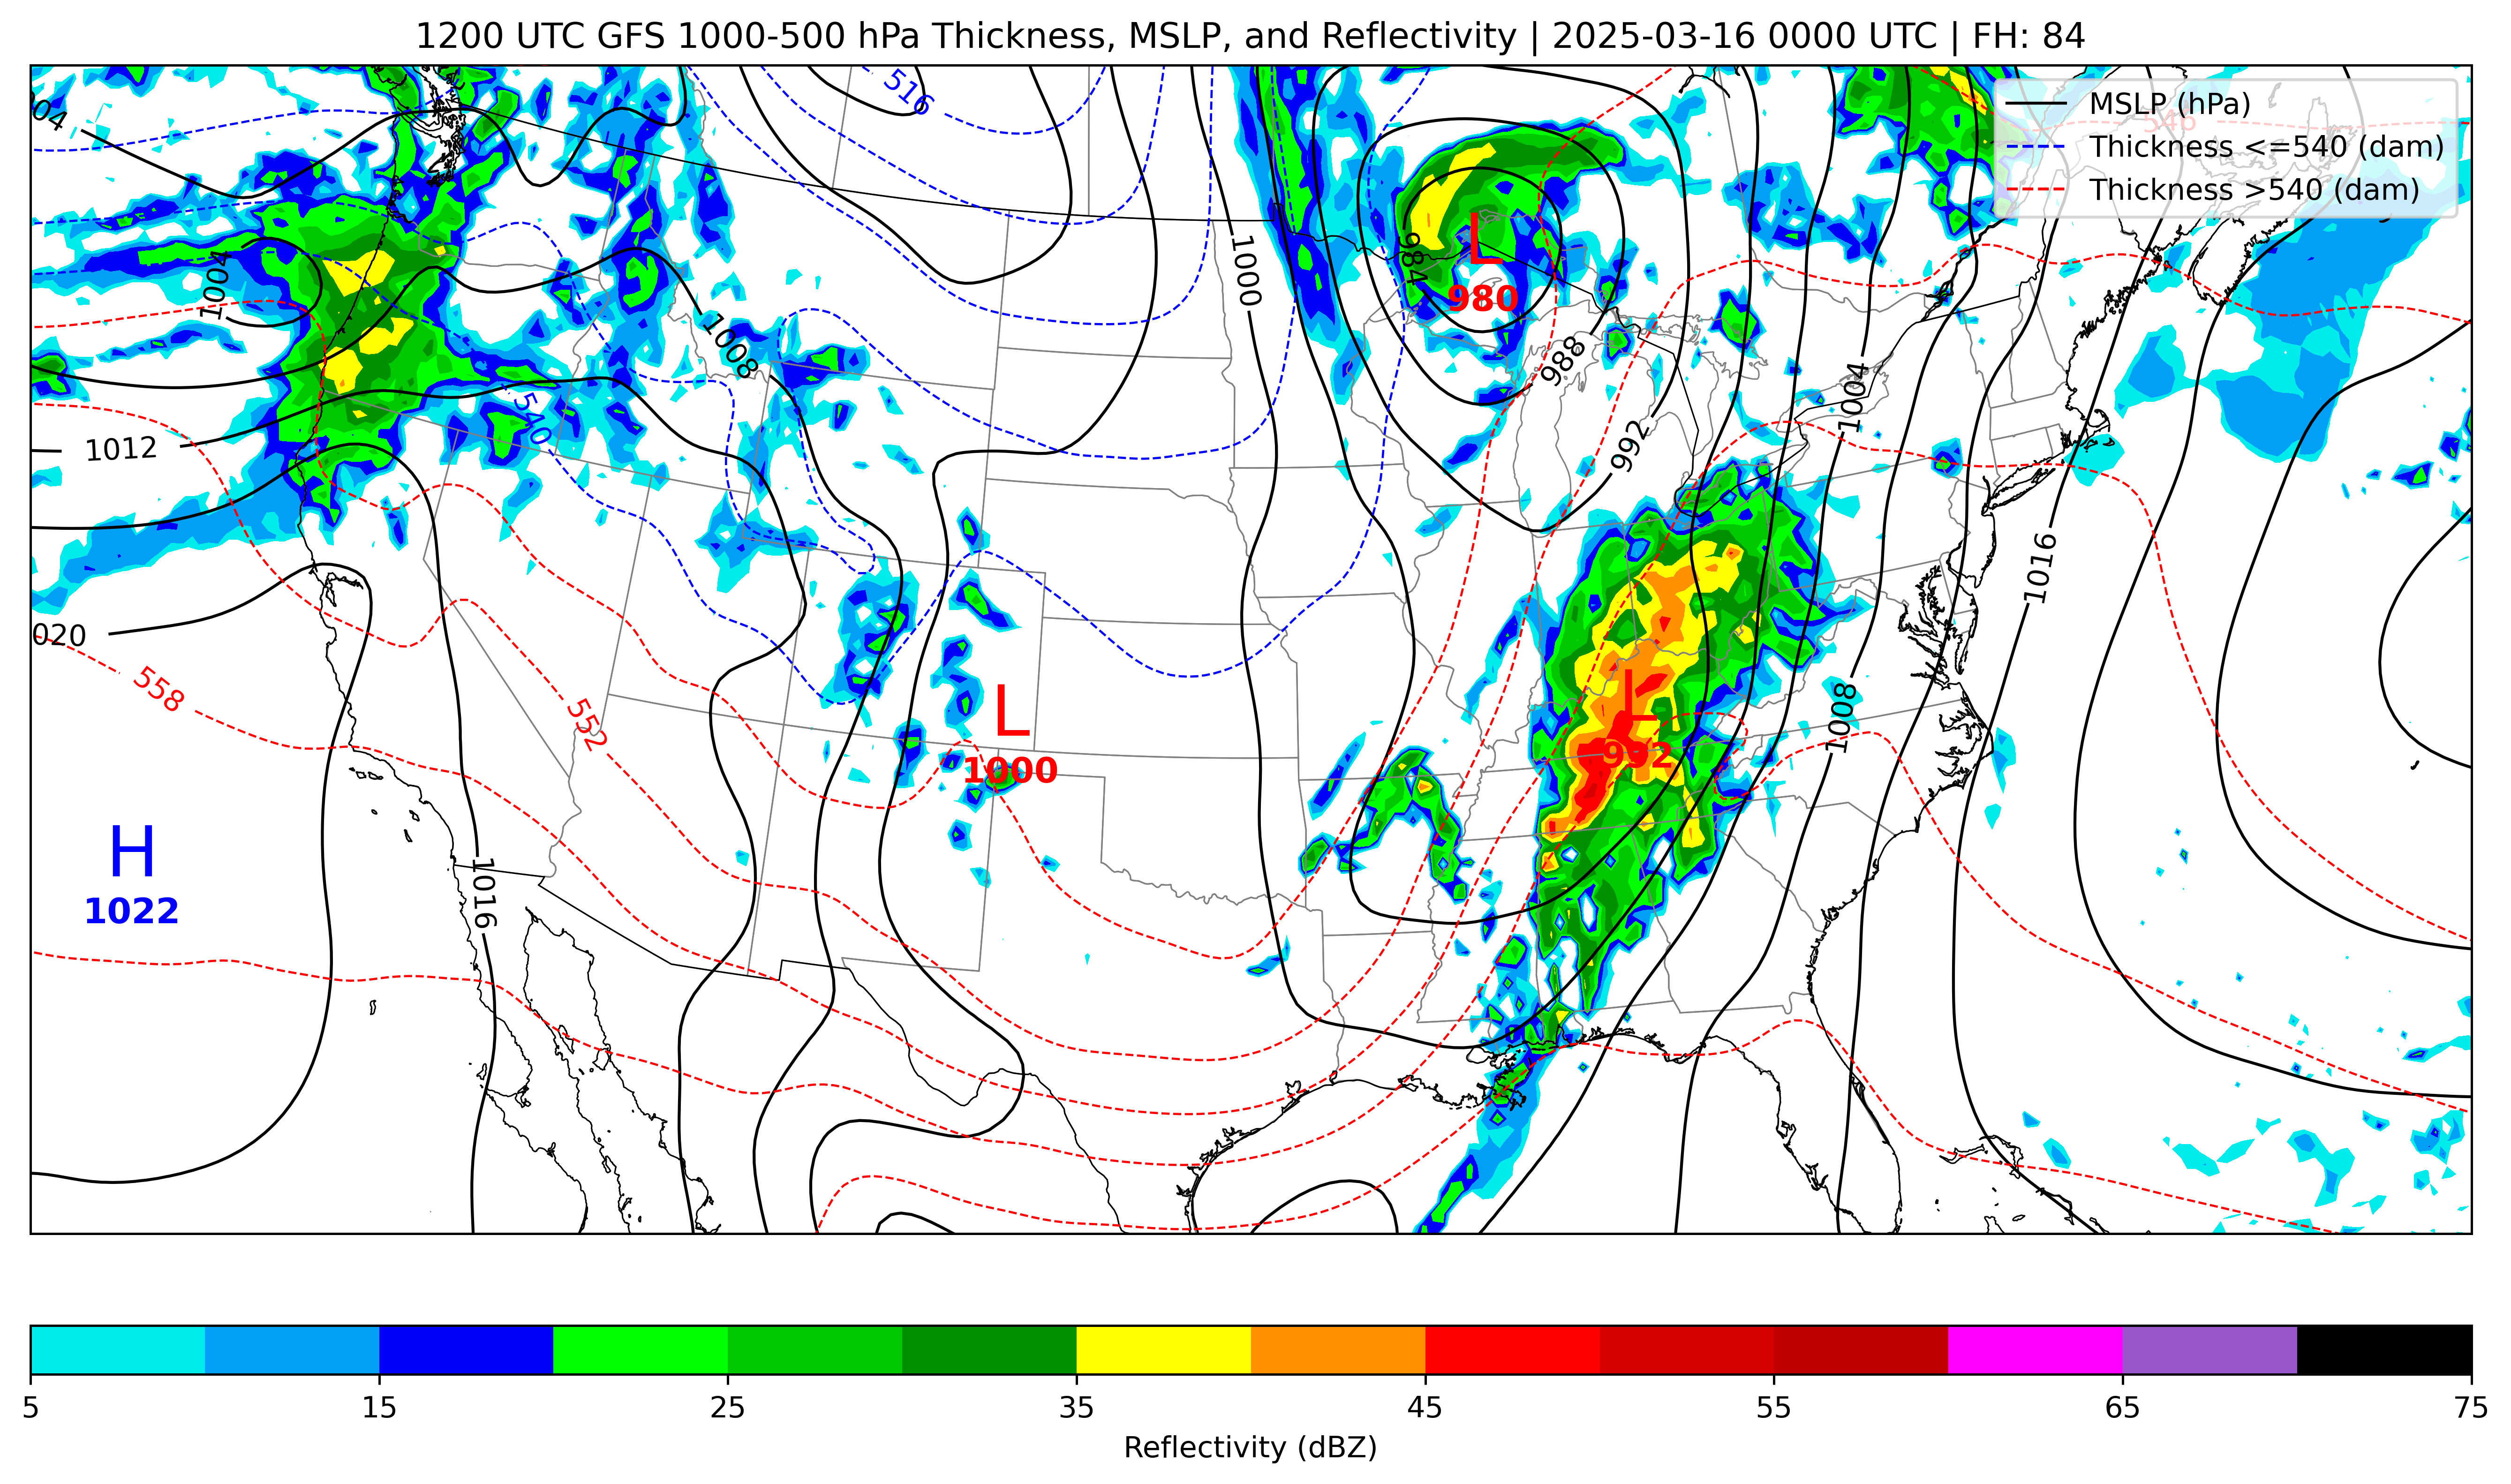 1200 UTC GFS 1000-500 hPa Thickness, MSLP, and Reflectivity | 2025-03-16 0000 UTC | FH: 84
MSLP (hPa)
Thickness <=540 (dam)
Thickness >540 (dam)
516
546
04
1004
1000
984
L
980
1008
988
1004
540
1012
992
1016
020
558
552
L
1000
L
992
1008
H
1022
1016
5 15 25 35 45 55 65 75
Reflectivity (dBZ)